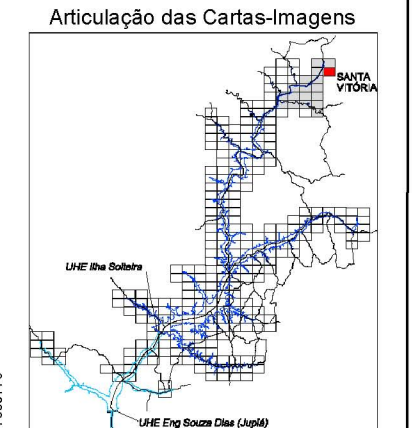 Articulação das Cartas-Imagens
SANTA
VITÓRIA
UHE Ilha Solteira
UHE Eng Souza Dias (Jupiá)